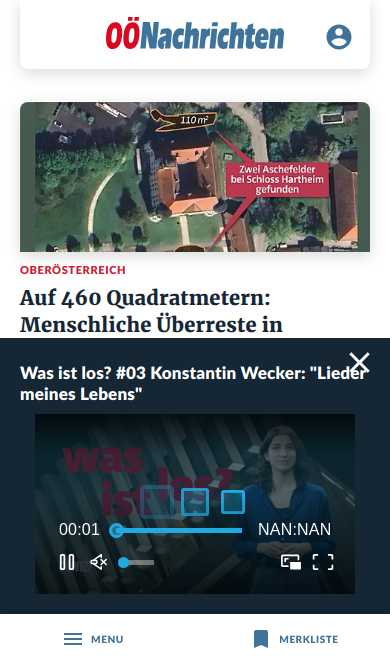 OÖNachrichten
110 m²
Zwei Aschefelder
bei Schloss Hartheim
gefunden
OBERÖSTERREICH
Auf 460 Quadratmetern:
Menschliche Überreste in
Was ist los? #03 Konstantin Wecker: "Lieder
meines Lebens"
was
ist los?
00:01
NAN:NAN
MENU
MERKLISTE